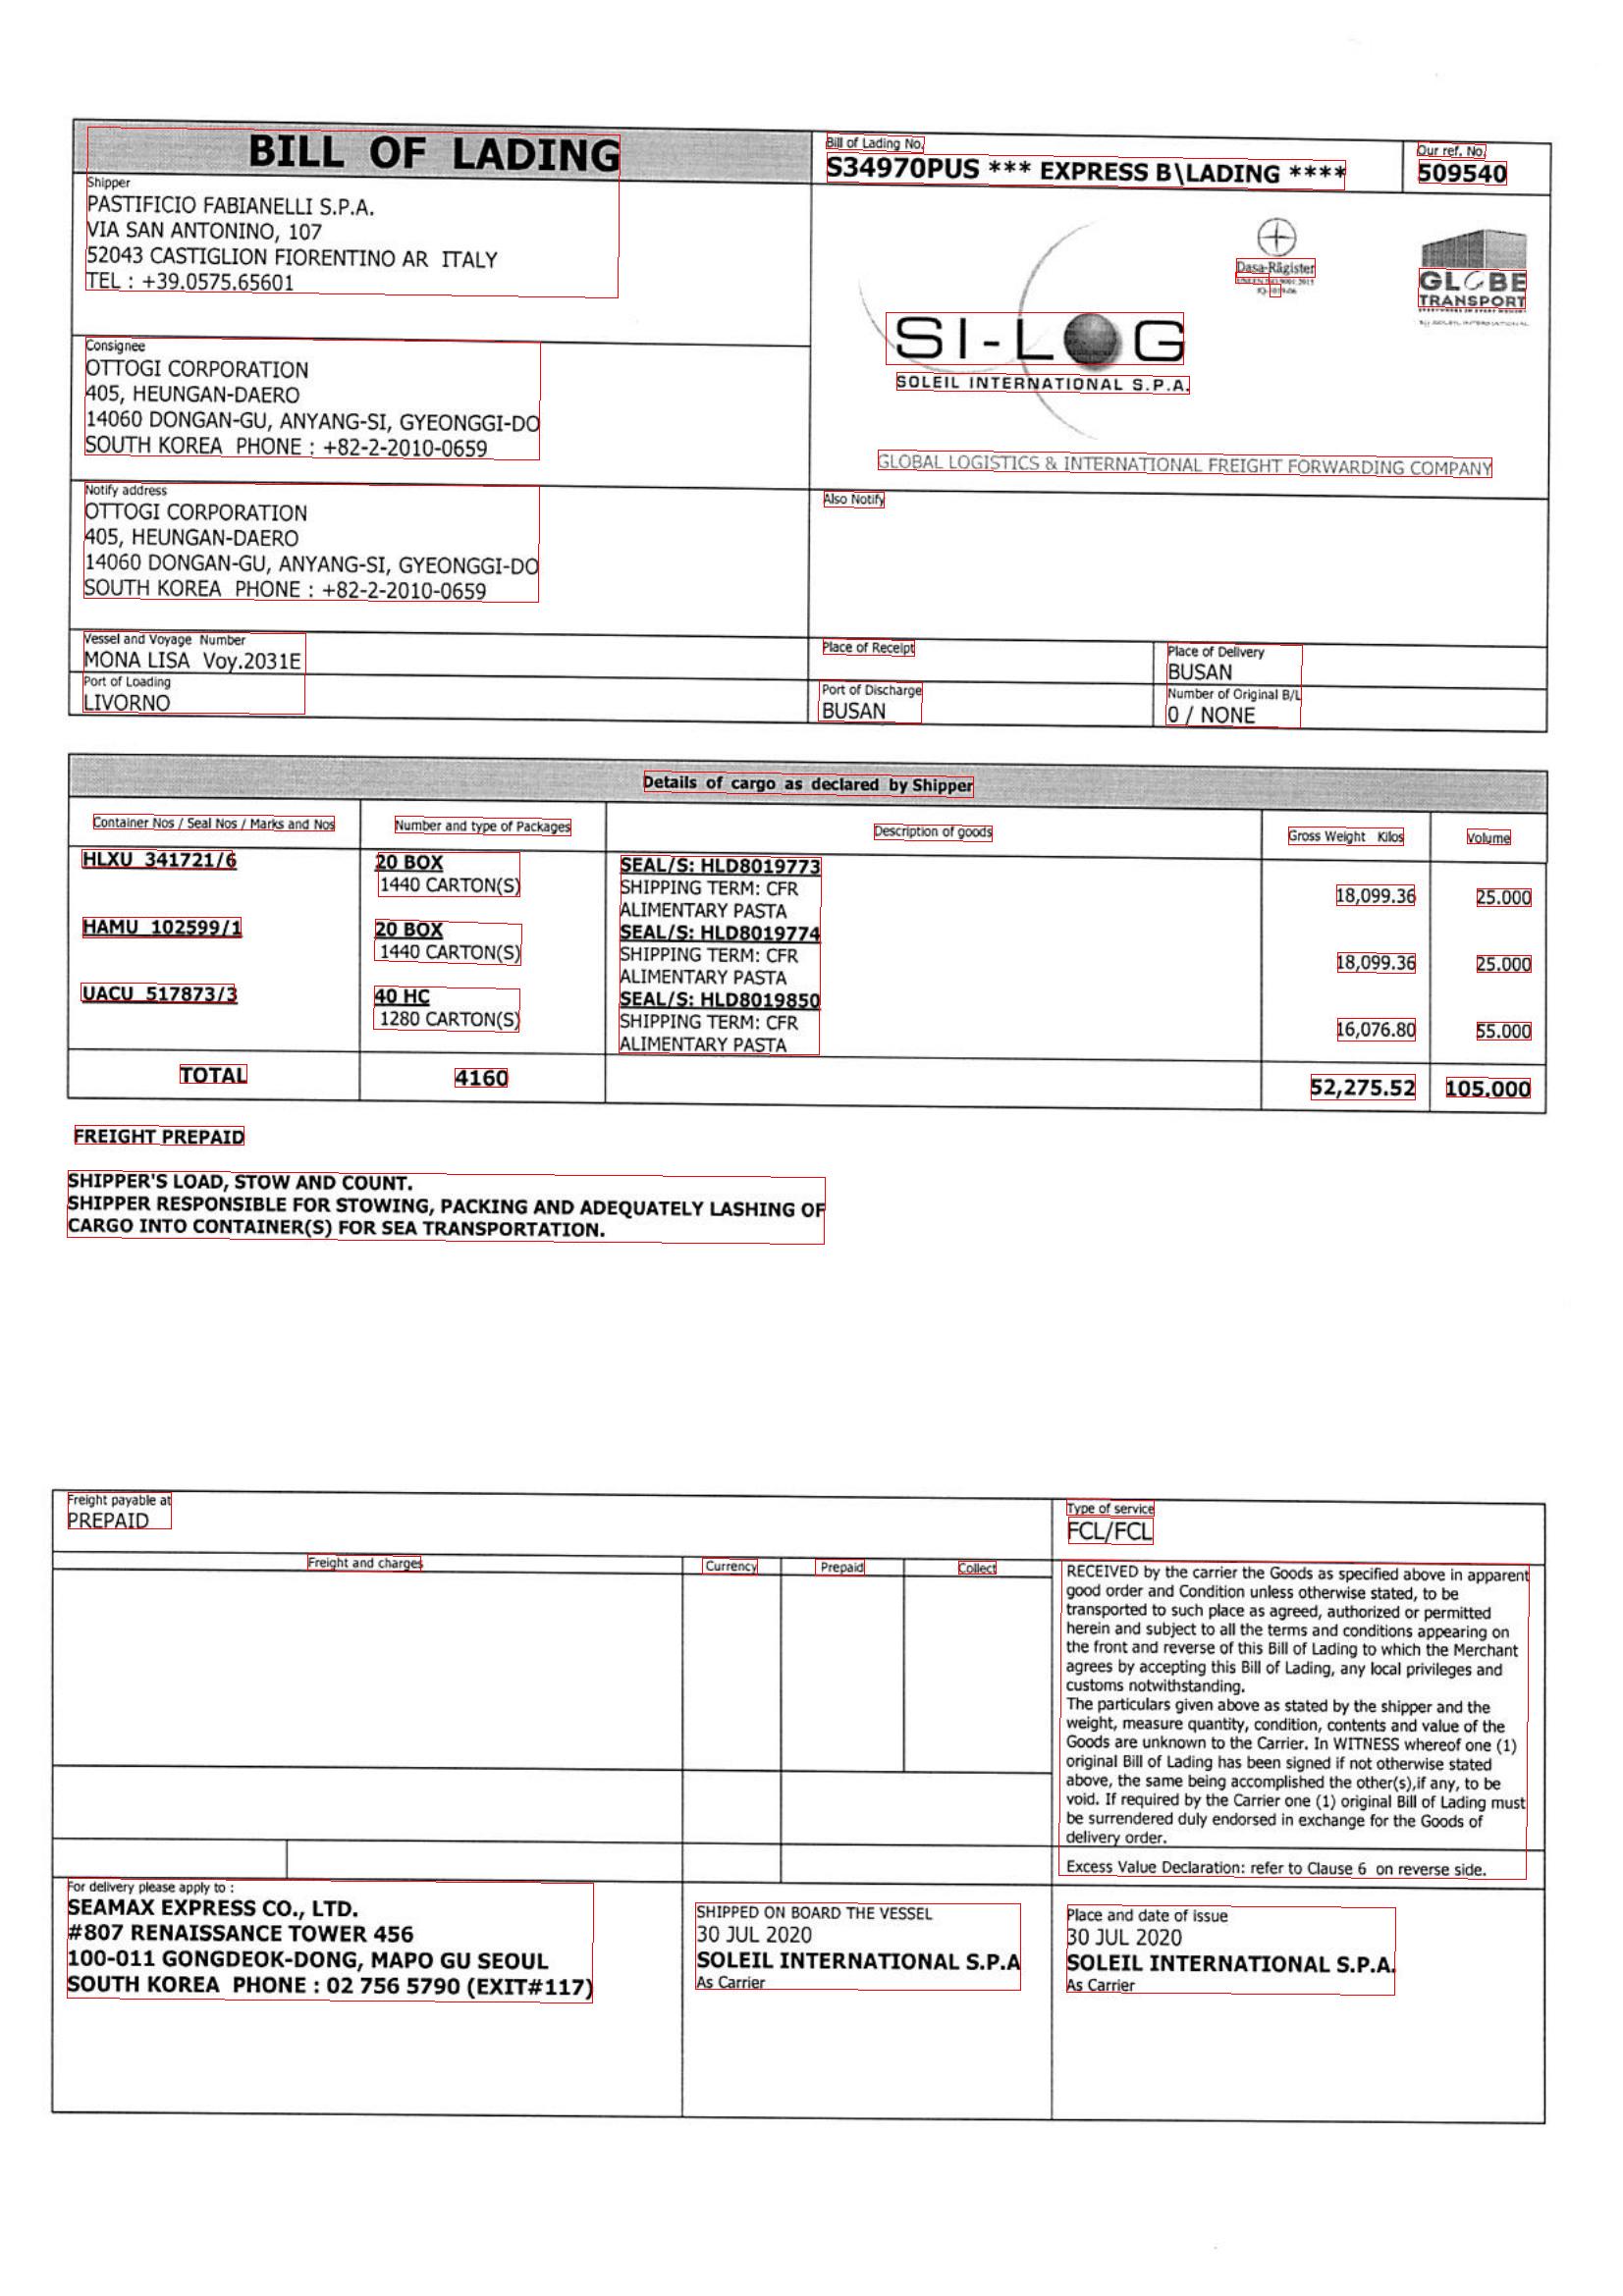 BILL OF LADING
Bill of Lading No.
S34970PUS *** EXPRESS B\LADING ****
Our ref. No.
509540
Shipper
PASTIFICIO FABIANELLI S.P.A.
VIA SAN ANTONINO, 107
52043 CASTIGLION FIORENTINO AR ITALY
TEL : +39.0575.65601
Dasa-Rägister
GLOBE
TRANSPORT
SI-LOG
SOLEIL INTERNATIONAL S.P.A.
GLOBAL LOGISTICS & INTERNATIONAL FREIGHT FORWARDING COMPANY
Consignee
OTTOGI CORPORATION
405, HEUNGAN-DAERO
14060 DONGAN-GU, ANYANG-SI, GYEONGGI-DO
SOUTH KOREA PHONE : +82-2-2010-0659
Notify address
OTTOGI CORPORATION
405, HEUNGAN-DAERO
14060 DONGAN-GU, ANYANG-SI, GYEONGGI-DO
SOUTH KOREA PHONE : +82-2-2010-0659
Also Notify
Vessel and Voyage Number
MONA LISA Voy.2031E
Place of Receipt
Place of Delivery
BUSAN
Port of Loading
LIVORNO
Port of Discharge
BUSAN
Number of Original B/L
0 / NONE
Details of cargo as declared by Shipper
Container Nos / Seal Nos / Marks and Nos
Number and type of Packages
Description of goods
Gross Weight Kilos
Volume
HLXU 341721/6
20 BOX
1440 CARTON(S)
SEAL/S: HLD8019773
SHIPPING TERM: CFR
ALIMENTARY PASTA
18,099.36
25.000
HAMU 102599/1
20 BOX
1440 CARTON(S)
SEAL/S: HLD8019774
SHIPPING TERM: CFR
ALIMENTARY PASTA
18,099.36
25.000
UACU 517873/3
40 HC
1280 CARTON(S)
SEAL/S: HLD8019850
SHIPPING TERM: CFR
ALIMENTARY PASTA
16,076.80
55.000
TOTAL
4160
52,275.52
105.000
FREIGHT PREPAID
SHIPPER'S LOAD, STOW AND COUNT.
SHIPPER RESPONSIBLE FOR STOWING, PACKING AND ADEQUATELY LASHING OF
CARGO INTO CONTAINER(S) FOR SEA TRANSPORTATION.
Freight payable at
PREPAID
Type of service
FCL/FCL
Freight and charges
Currency
Prepaid
Collect
RECEIVED by the carrier the Goods as specified above in apparent
good order and Condition unless otherwise stated, to be
transported to such place as agreed, authorized or permitted
herein and subject to all the terms and conditions appearing on
the front and reverse of this Bill of Lading to which the Merchant
agrees by accepting this Bill of Lading, any local privileges and
customs notwithstanding.
The particulars given above as stated by the shipper and the
weight, measure quantity, condition, contents and value of the
Goods are unknown to the Carrier. In WITNESS whereof one (1)
original Bill of Lading has been signed if not otherwise stated
above, the same being accomplished the other(s),if any, to be
void. If required by the Carrier one (1) original Bill of Lading must
be surrendered duly endorsed in exchange for the Goods of
delivery order.
Excess Value Declaration: refer to Clause 6 on reverse side.
For delivery please apply to :
SEAMAX EXPRESS CO., LTD.
#807 RENAISSANCE TOWER 456
100-011 GONGDEOK-DONG, MAPO GU SEOUL
SOUTH KOREA PHONE : 02 756 5790 (EXIT#117)
SHIPPED ON BOARD THE VESSEL
30 JUL 2020
SOLEIL INTERNATIONAL S.P.A
As Carrier
Place and date of issue
30 JUL 2020
SOLEIL INTERNATIONAL S.P.A.
As Carrier